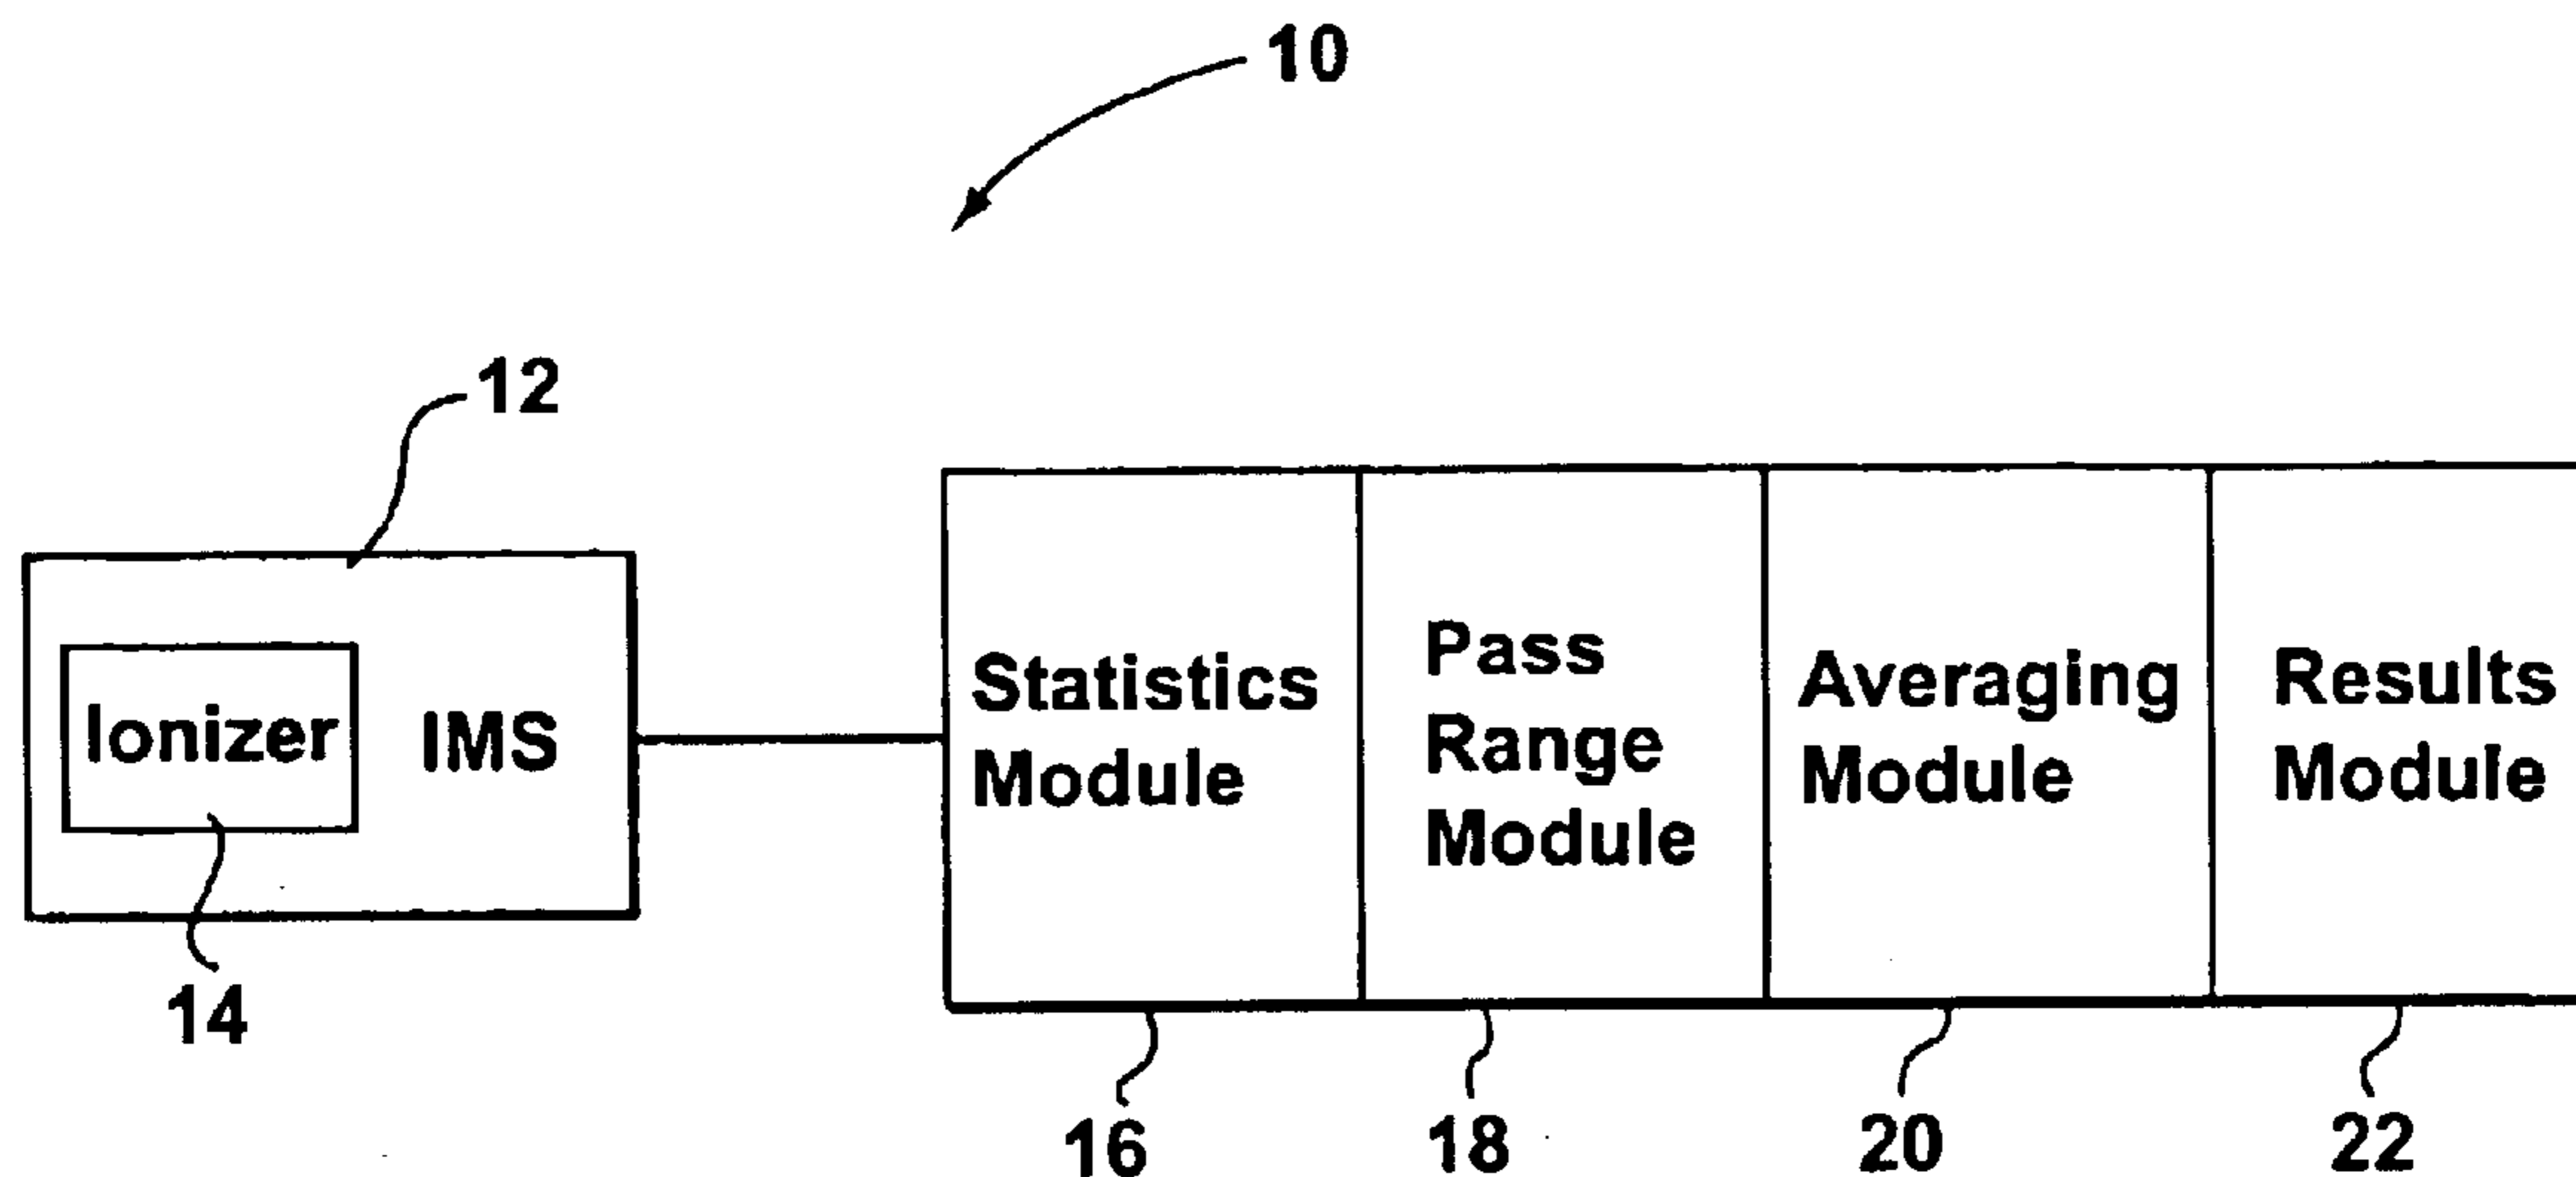 10
12
Ionizer
IMS
14
Statistics
Module
Pass
Range
Module
Averaging
Module
Results
Module
16
18
20
22